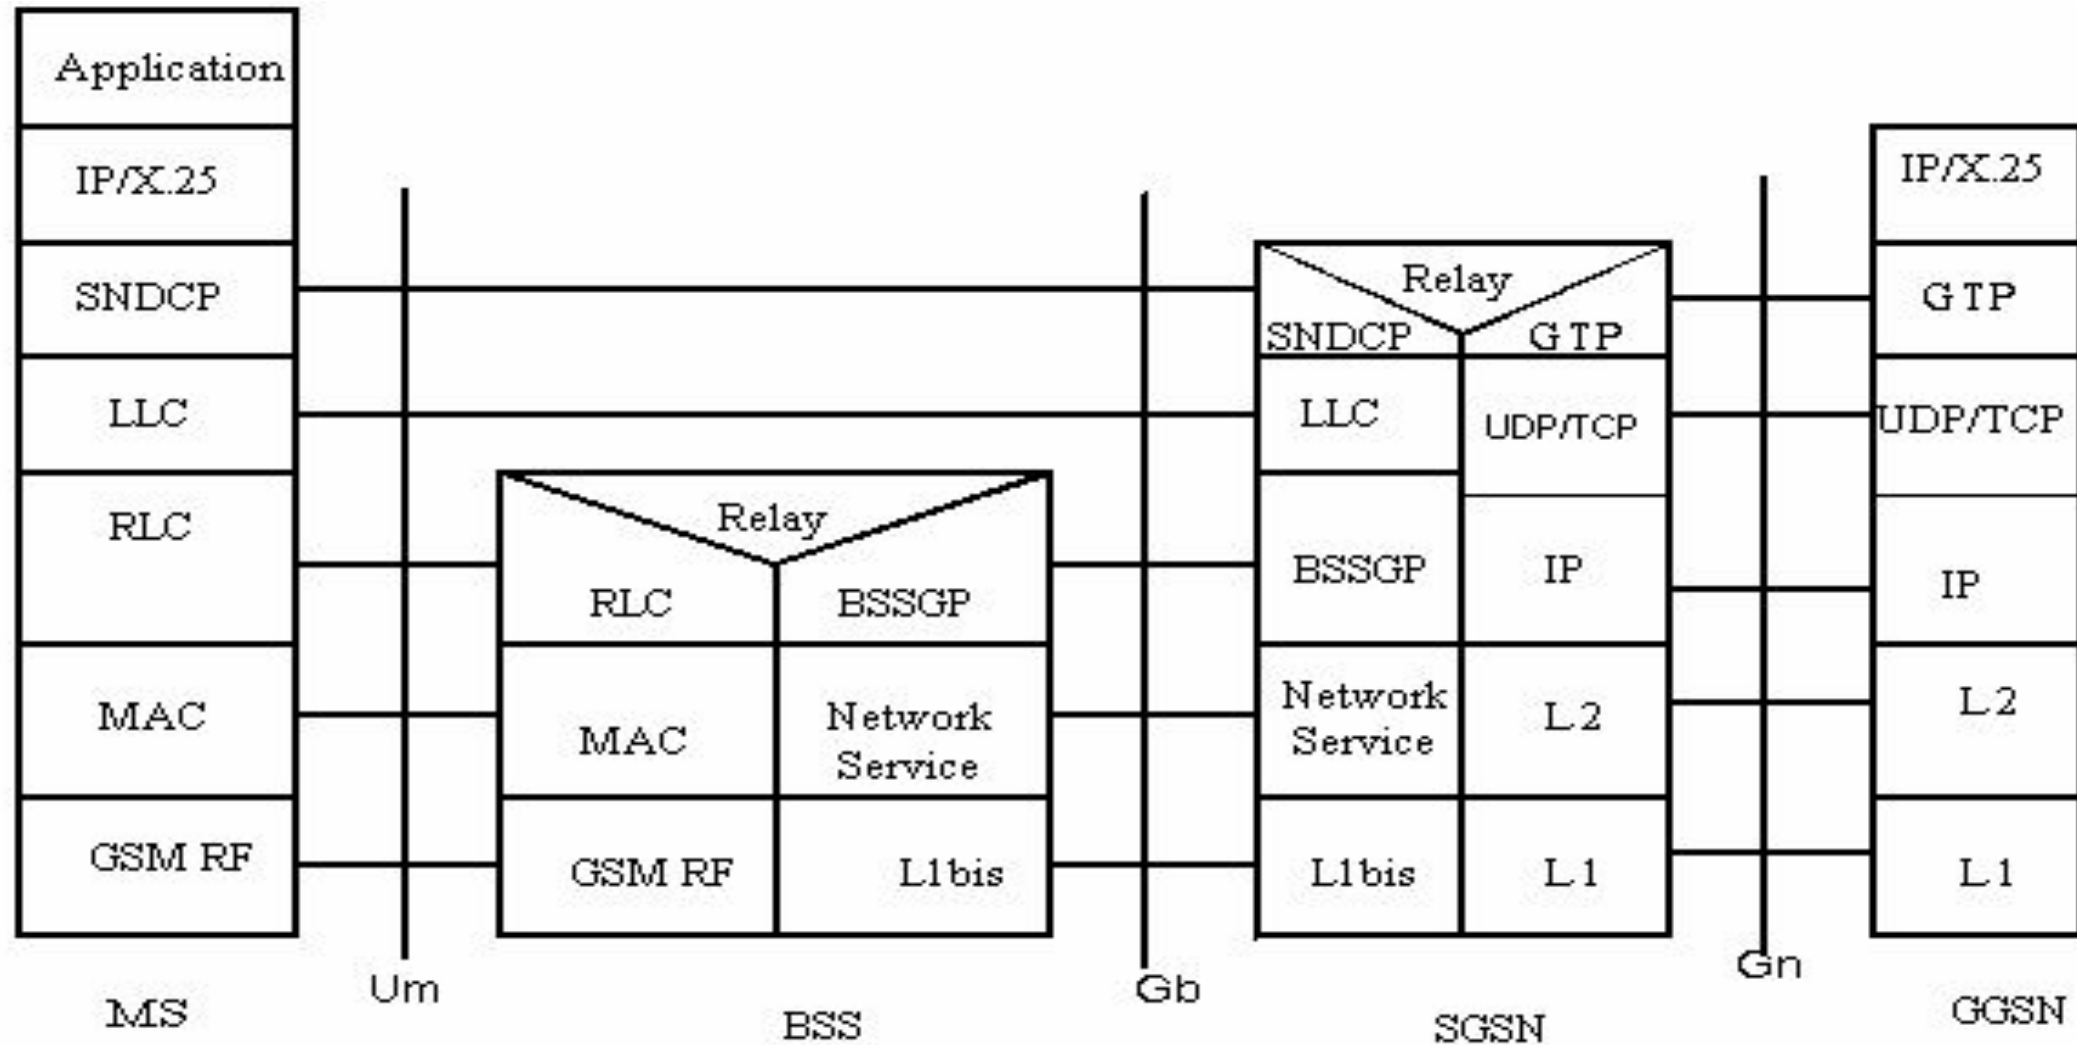 Application
IP/X.25
SNDCP
LLC
RLC
MAC
GSM RF
MS
Um
Relay
RLC
BSSGP
MAC
Network
Service
GSM RF
L1bis
BSS
Gb
Relay
SNDCP
GTP
LLC
UDP/TCP
BSSGP
IP
Network
Service
L2
L1bis
L1
SGSN
Gn
IP/X.25
GTP
UDP/TCP
IP
L2
L1
GGSN